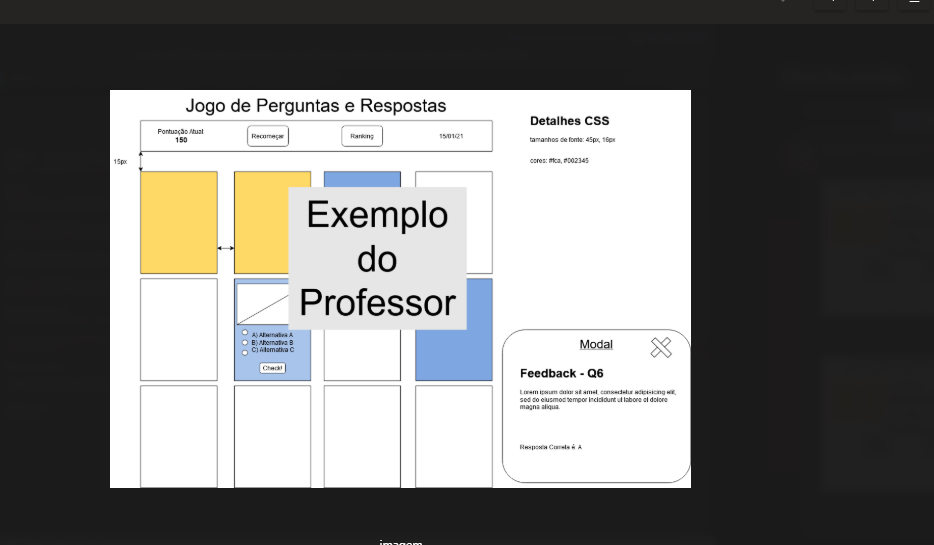 Jogo de Perguntas e Respostas
Pontuação Atual:
150
Recomeçar
Ranking
15/01/21
15px
Exemplo
do
Professor
A) Alternativa A
B) Alternativa B
C) Alternativa C
Check!
Detalhes CSS
tamanhos de fonte: 45px, 16px
cores: #fca, #002345
Modal
Feedback - Q6
Lorem ipsum dolor sit amet, consectetur adipisicing elit,
sed do eiusmod tempor incididunt ut labore et dolore
magna aliqua.
Resposta Correta é: A
imagem